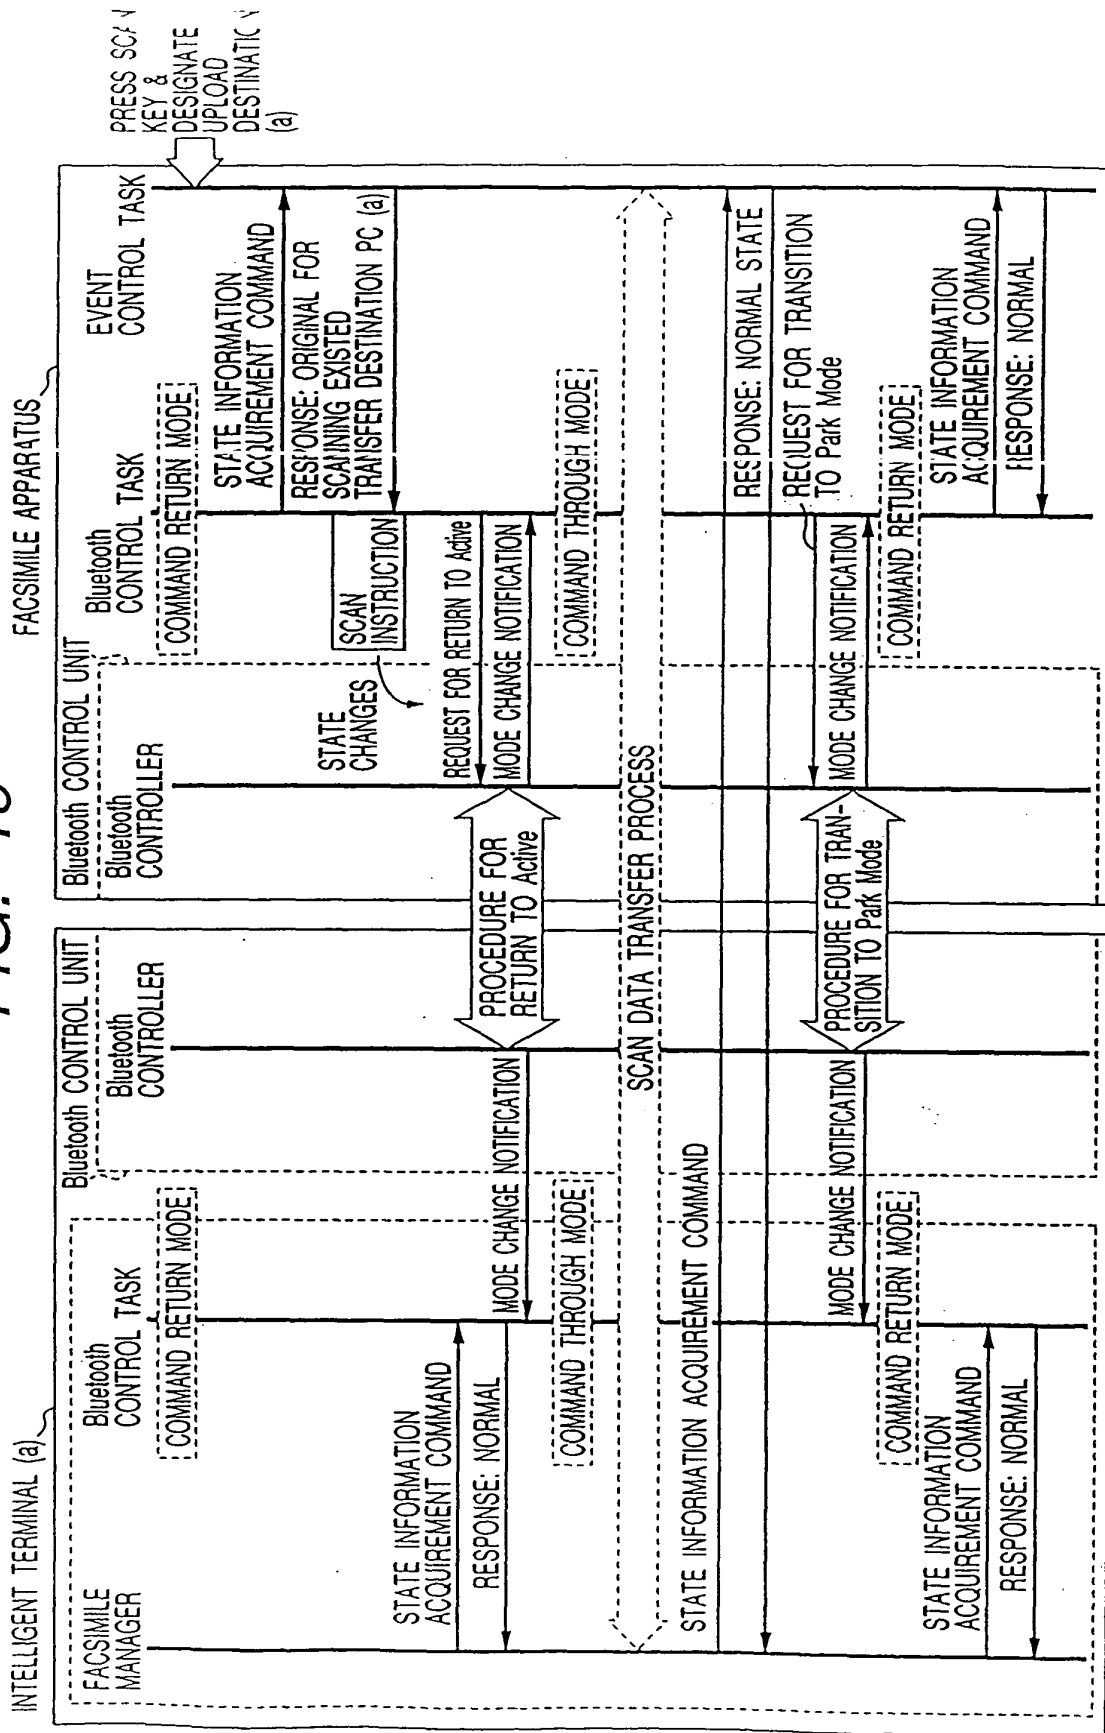 INTELLIGENT TERMINAL (a)
FACSIMILE APPARATUS
Bluetooth CONTROL UNIT
Bluetooth CONTROL UNIT
FACSIMILE
MANAGER
Bluetooth
CONTROL TASK
Bluetooth
CONTROLLER
Bluetooth
CONTROLLER
Bluetooth
CONTROL TASK
EVENT
CONTROL TASK
PRESS SCAN
KEY &
DESIGNATE
UPLOAD
DESTINATION
(a)
COMMAND RETURN MODE
COMMAND RETURN MODE
STATE INFORMATION
ACQUIREMENT COMMAND
RESPONSE: ORIGINAL FOR
SCANNING EXISTED
TRANSFER DESTINATION PC (a)
SCAN
INSTRUCTION
STATE
CHANGES
STATE INFORMATION
ACQUIREMENT COMMAND
RESPONSE: NORMAL
REQUEST FOR RETURN TO Active
PROCEDURE FOR
RETURN TO Active
MODE CHANGE NOTIFICATION
MODE CHANGE NOTIFICATION
COMMAND THROUGH MODE
COMMAND THROUGH MODE
SCAN DATA TRANSFER PROCESS
STATE INFORMATION ACQUIREMENT COMMAND
RESPONSE: NORMAL STATE
REQUEST FOR TRANSITION
TO Park Mode
PROCEDURE FOR TRAN-
SITION TO Park Mode
MODE CHANGE NOTIFICATION
MODE CHANGE NOTIFICATION
COMMAND RETURN MODE
COMMAND RETURN MODE
STATE INFORMATION
ACQUIREMENT COMMAND
RESPONSE: NORMAL
STATE INFORMATION
ACQUIREMENT COMMAND
RESPONSE: NORMAL